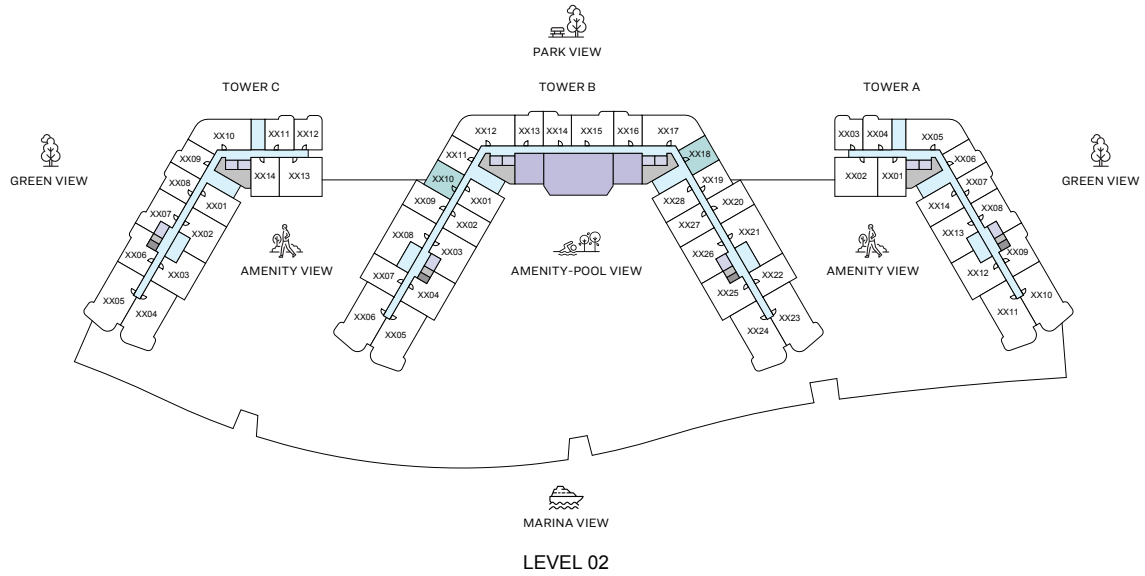 PARK VIEW
TOWER C
TOWER B
TOWER A
GREEN VIEW
GREEN VIEW
XX10
XX11
XX12
XX09
XX08
XX14
XX13
XX01
XX07
XX02
XX06
XX03
XX05
XX04
AMENITY VIEW
XX12
XX13
XX14
XX15
XX16
XX17
XX11
XX18
XX10
XX19
XX09
XX01
XX28
XX20
XX08
XX02
XX27
XX21
XX03
XX26
XX07
XX04
XX25
XX22
XX06
XX05
XX24
XX23
AMENITY-POOL VIEW
XX03
XX04
XX05
XX06
XX02
XX01
XX07
XX14
XX08
XX13
XX09
XX12
XX10
XX11
AMENITY VIEW
MARINA VIEW
LEVEL 02